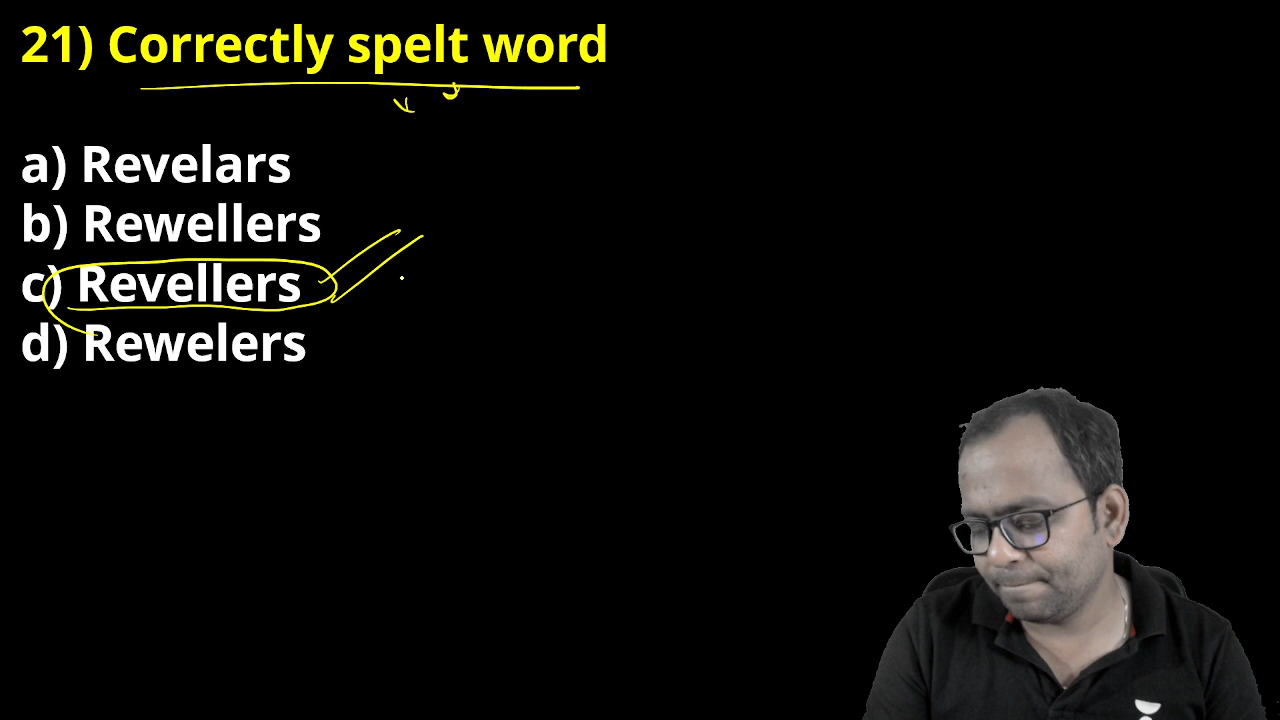 21) Correctly spelt word
a) Revelars
b) Rewellers
c) Revellers
d) Rewelers